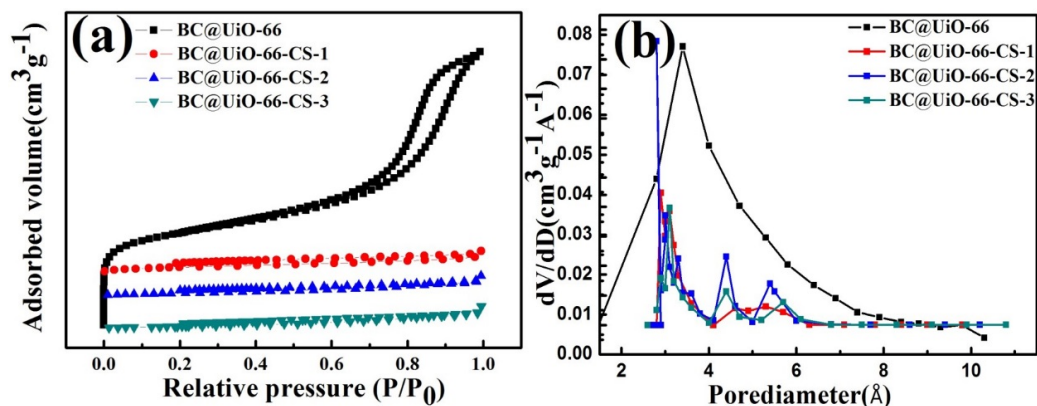 (a)
BC@UiO-66
BC@UiO-66-CS-1
BC@UiO-66-CS-2
BC@UiO-66-CS-3
Adsorbed volume(cm³g⁻¹)
0.0 0.2 0.4 0.6 0.8 1.0
Relative pressure (P/P₀)
(b)
BC@UiO-66
BC@UiO-66-CS-1
BC@UiO-66-CS-2
BC@UiO-66-CS-3
dV/dD(cm³g⁻¹A⁻¹)
0.08
0.07
0.06
0.05
0.04
0.03
0.02
0.01
0.00
2 4 6 8 10
Porediameter(Å)